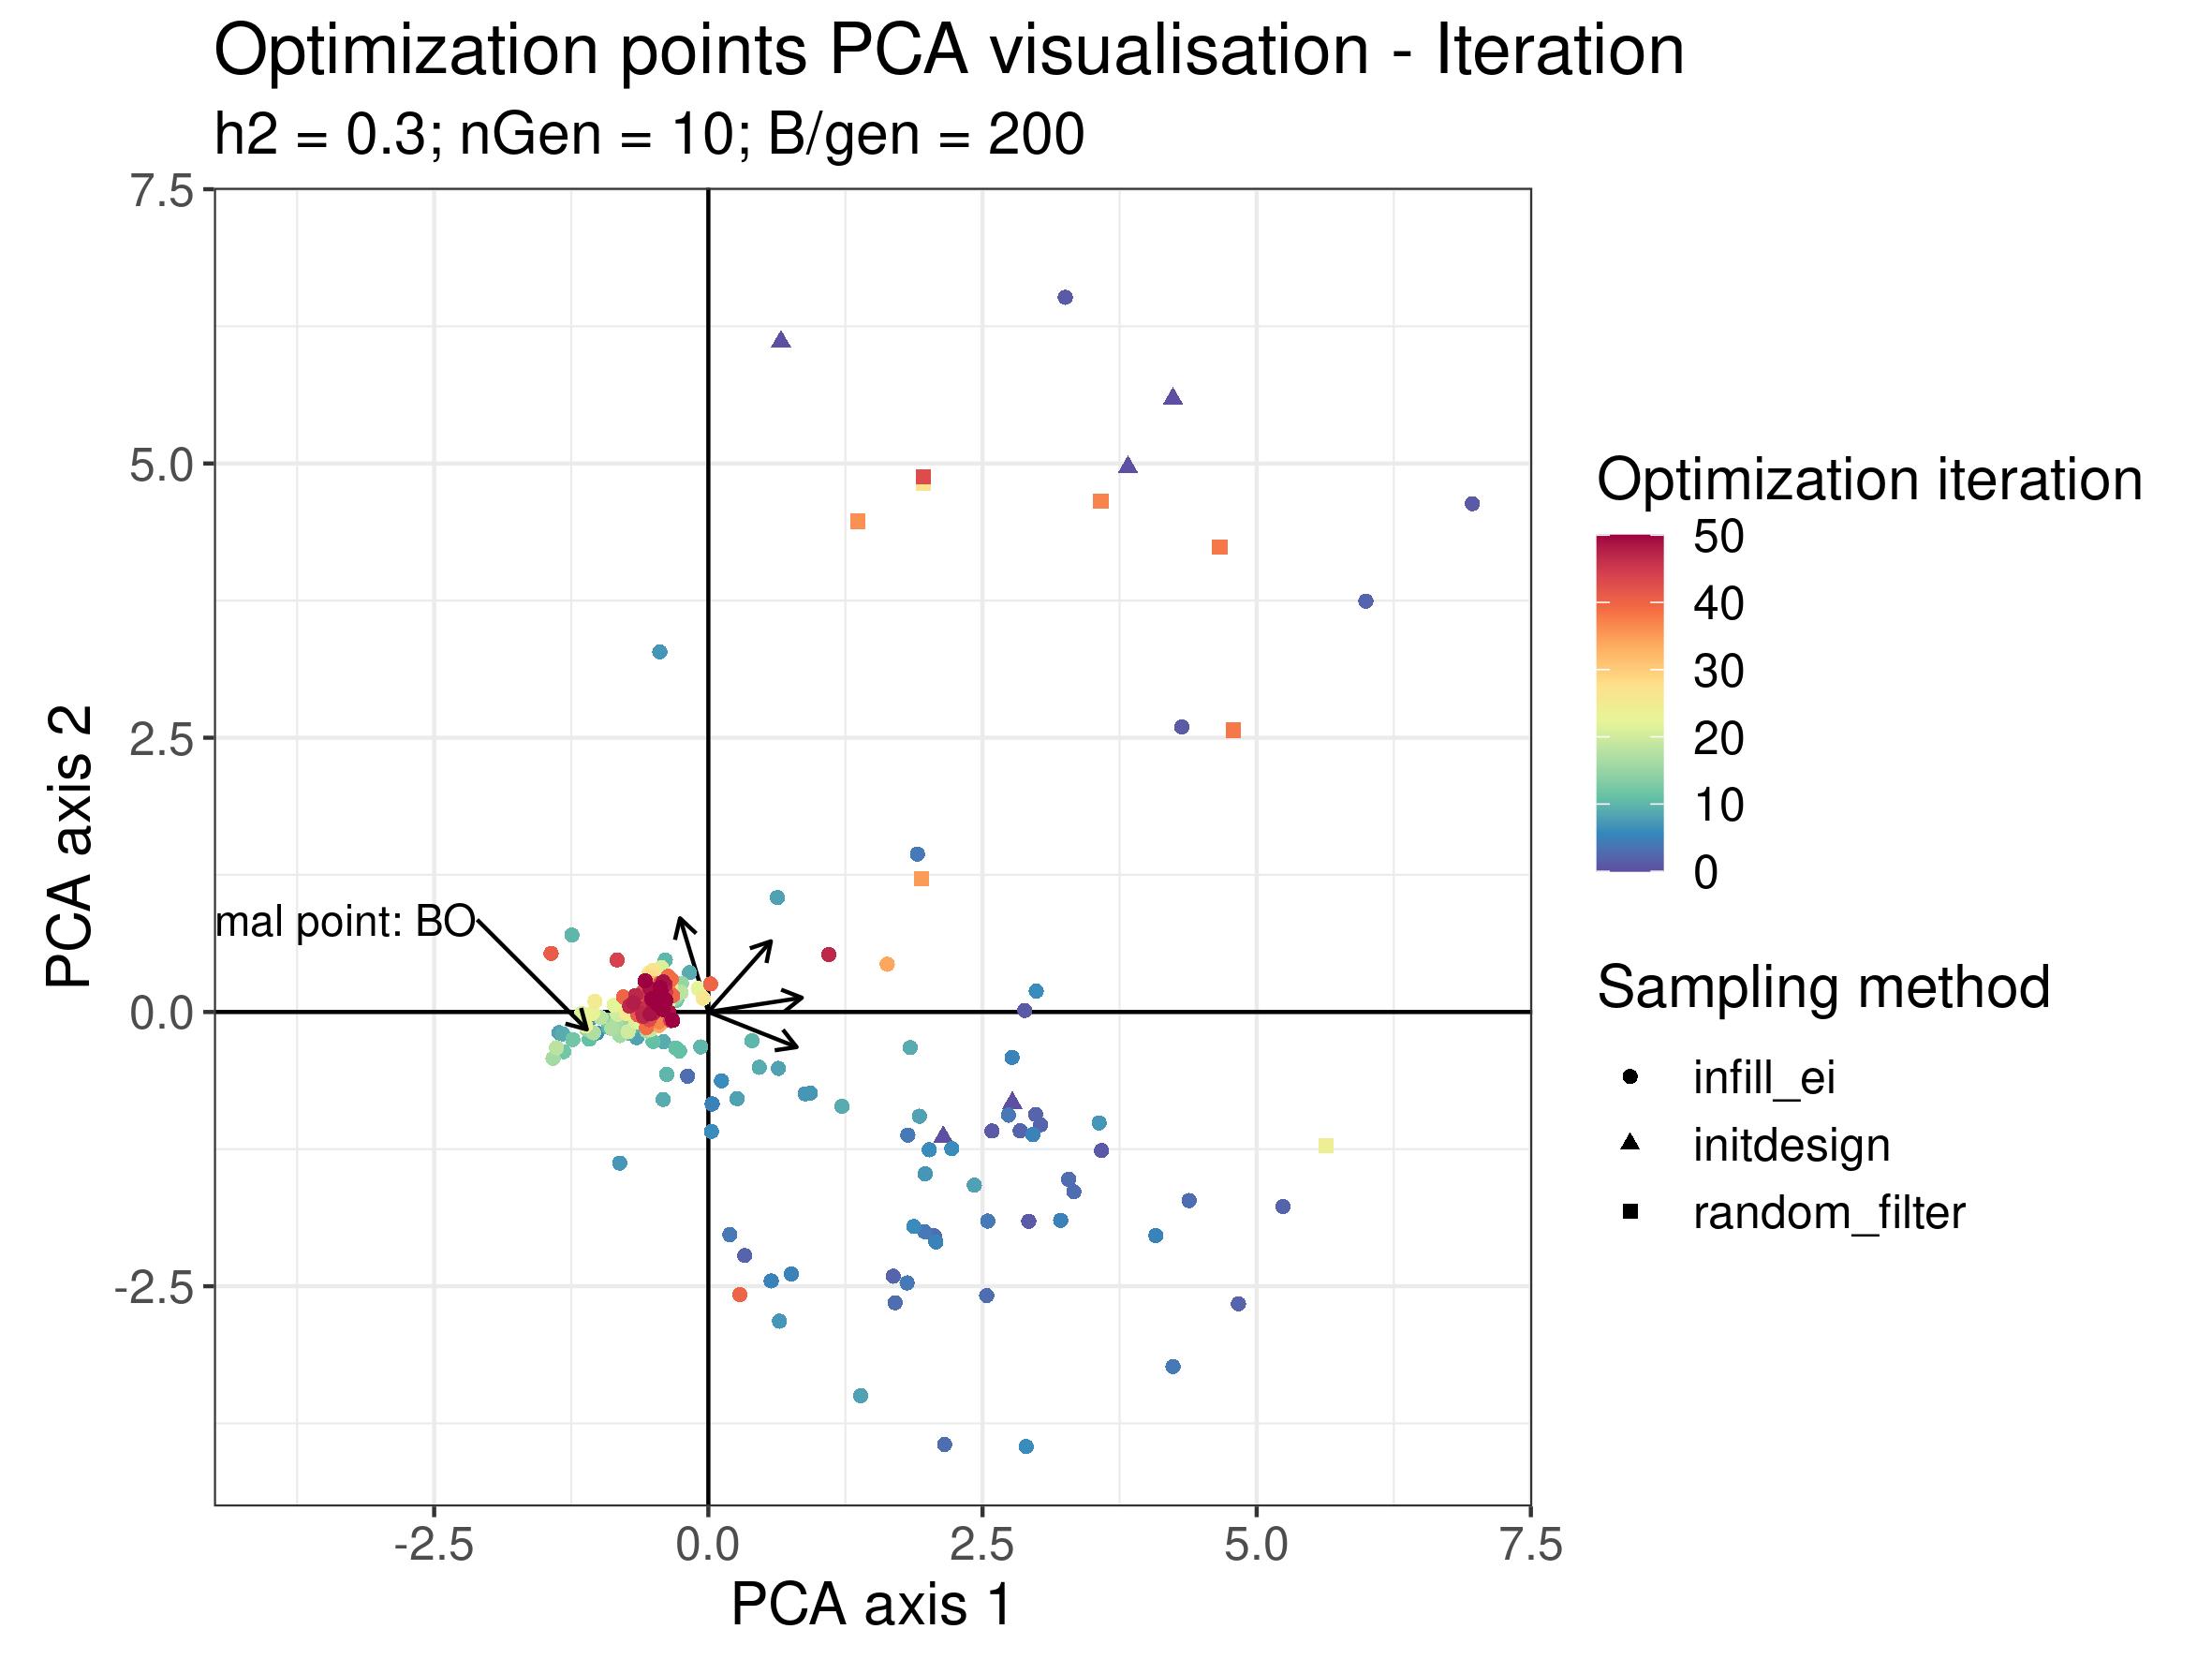 Optimization points PCA visualisation - Iteration
h2 = 0.3; nGen = 10; B/gen = 200
7.5
5.0
2.5
0.0
-2.5
PCA axis 2
mal point: BO
-2.5
0.0
2.5
5.0
7.5
PCA axis 1
Optimization iteration
50
40
30
20
10
0
Sampling method
infill_ei
initdesign
random_filter